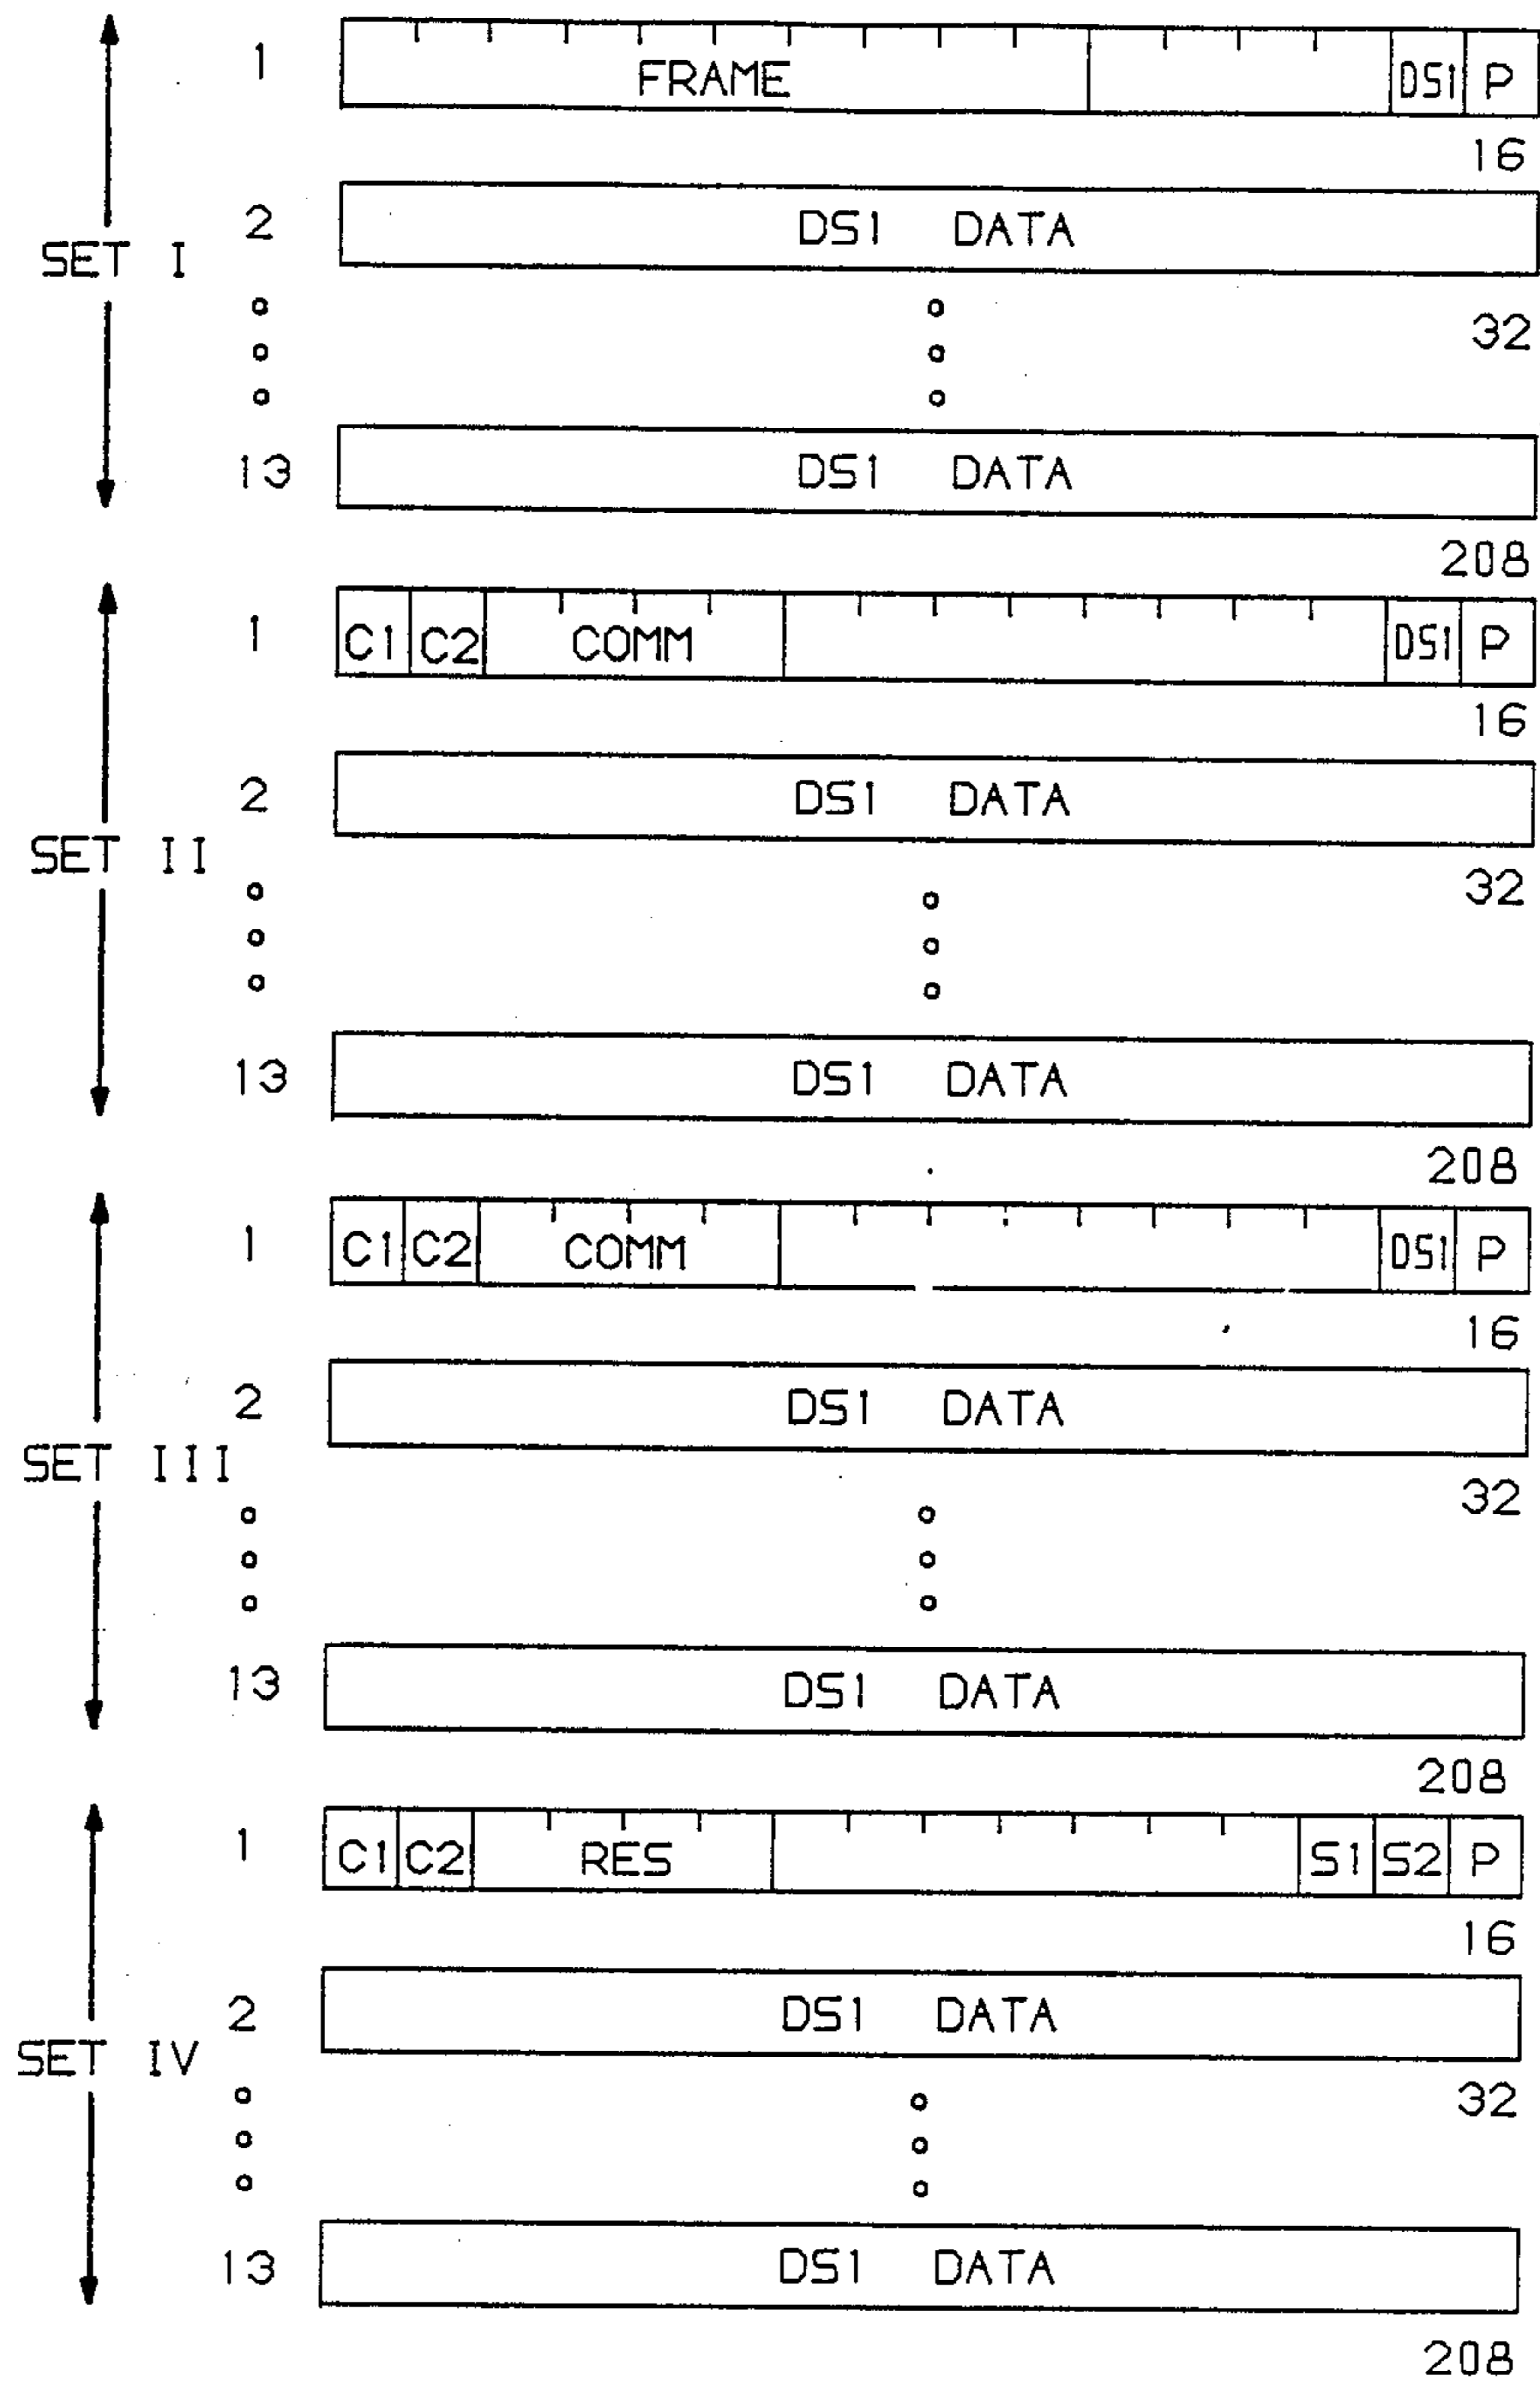 1 FRAME DS1 P
16
2 DS1 DATA
SET I
32
13 DS1 DATA
208
1 C1 C2 COMM DS1 P
16
2 DS1 DATA
SET II
32
13 DS1 DATA
208
1 C1 C2 COMM DS1 P
16
2 DS1 DATA
SET III
32
13 DS1 DATA
208
1 C1 C2 RES S1 S2 P
16
2 DS1 DATA
SET IV
32
13 DS1 DATA
208